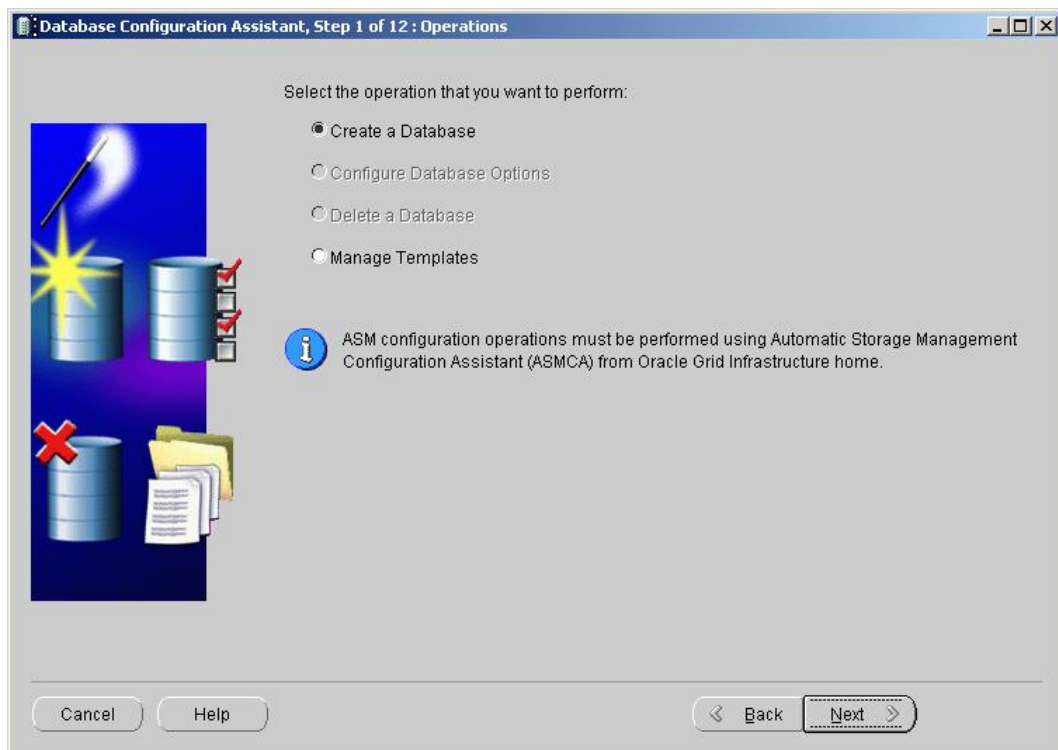 Database Configuration Assistant, Step 1 of 12 : Operations
Select the operation that you want to perform:
Create a Database
Configure Database Options
Delete a Database
Manage Templates
ASM configuration operations must be performed using Automatic Storage Management
Configuration Assistant (ASMCA) from Oracle Grid Infrastructure home.
Cancel
Help
Back
Next